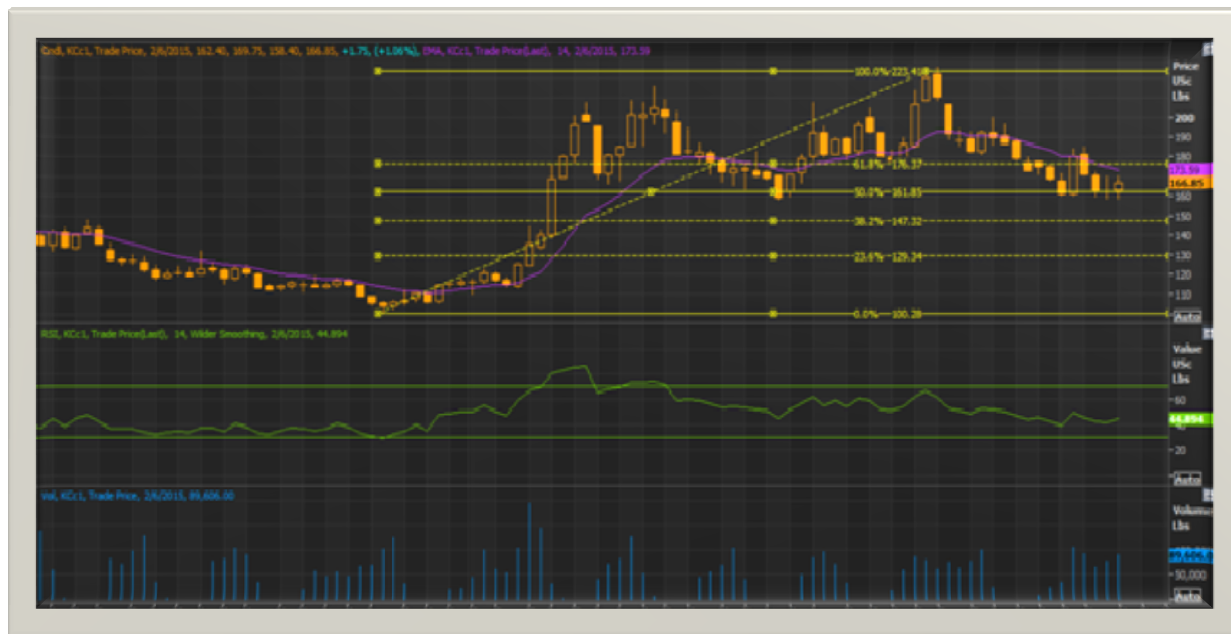 Cndl, KCc1, Trade Price, 2/6/2015, 162.40, 169.75, 158.40, 166.85, +1.75, (+1.06%), EMA, KCc1, Trade Price(Last), 14, 2/6/2015, 173.59
Price
USc
Lbs
100.0%-223.41
200
190
180
61.8%-176.37
173.59
166.85
50.0%-161.85
160
150
38.2%-147.32
140
130
23.6%-129.34
120
110
0.0%-100.28
Auto
RSI, KCc1, Trade Price(Last), 14, Wilder Smoothing, 2/6/2015, 44.894
Value
USc
Lbs
60
44.894
20
Auto
Vol, KCc1, Trade Price, 2/6/2015, 89,606.00
Volume
Lbs
50,000
Auto